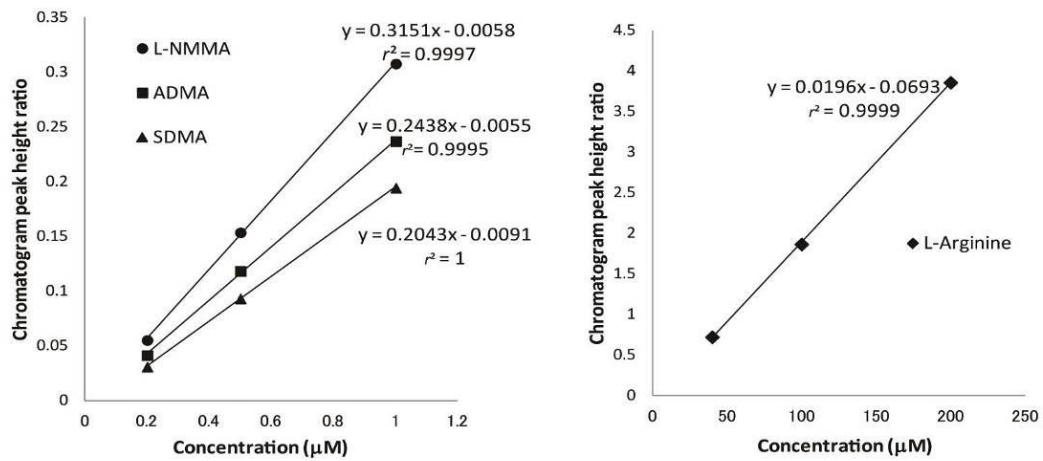 Chromatogram peak height ratio
0.35
0.3
0.25
0.2
0.15
0.1
0.05
0
L-NMMA
ADMA
SDMA
y = 0.3151x - 0.0058
r² = 0.9997
y = 0.2438x - 0.0055
r² = 0.9995
y = 0.2043x - 0.0091
r² = 1
0 0.2 0.4 0.6 0.8 1 1.2
Concentration (μM)
Chromatogram peak height ratio
4.5
4
3.5
3
2.5
2
1.5
1
0.5
0
y = 0.0196x - 0.0693
r² = 0.9999
L-Arginine
0 50 100 150 200 250
Concentration (μM)